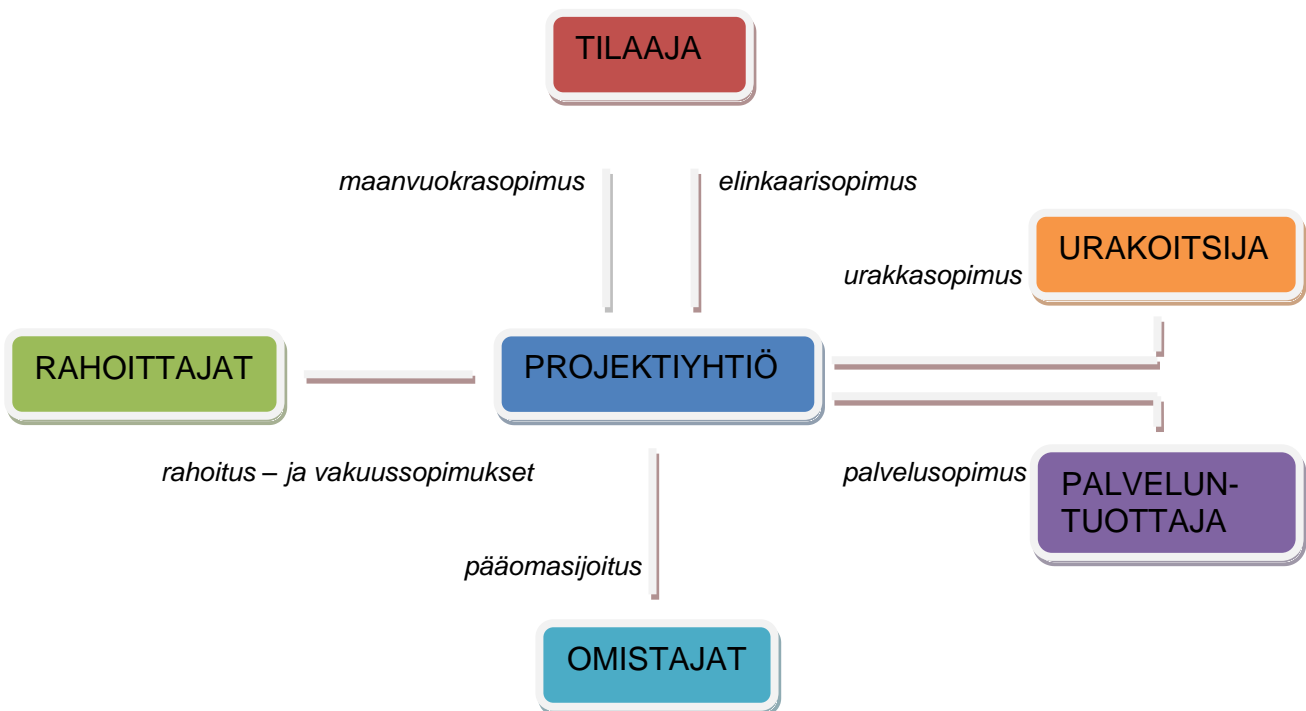 TILAAJA
maanvuokrasopimus
elinkaarisopimus
URAKOITSIJA
urakkasopimus
RAHOITTAJAT
PROJEKTIYHTIÖ
rahoitus – ja vakuussopimukset
palvelusopimus
PALVELUN-
TUOTTAJA
pääomasijoitus
OMISTAJAT